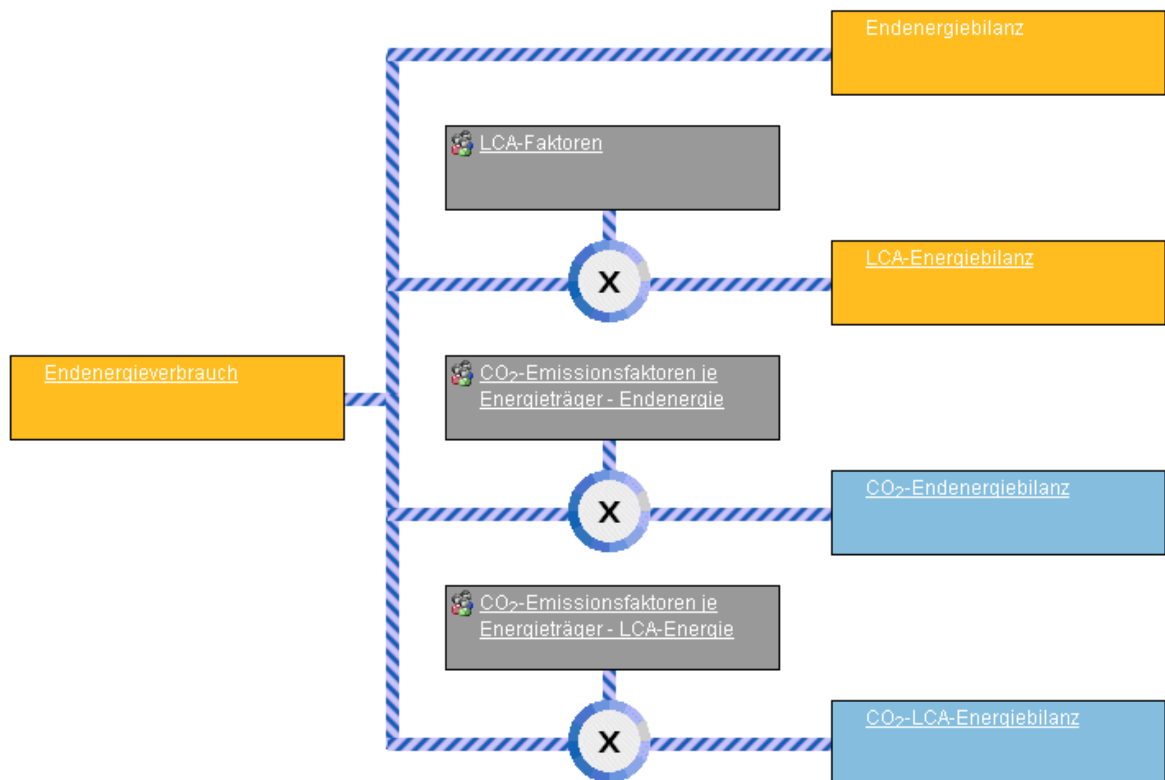 Endenergiebilanz
LCA-Faktoren
X
LCA-Energiebilanz
Endenergieverbrauch
CO₂-Emissionsfaktoren je
Energieträger - Endenergie
X
CO₂-Endenergiebilanz
CO₂-Emissionsfaktoren je
Energieträger - LCA-Energie
X
CO₂-LCA-Energiebilanz